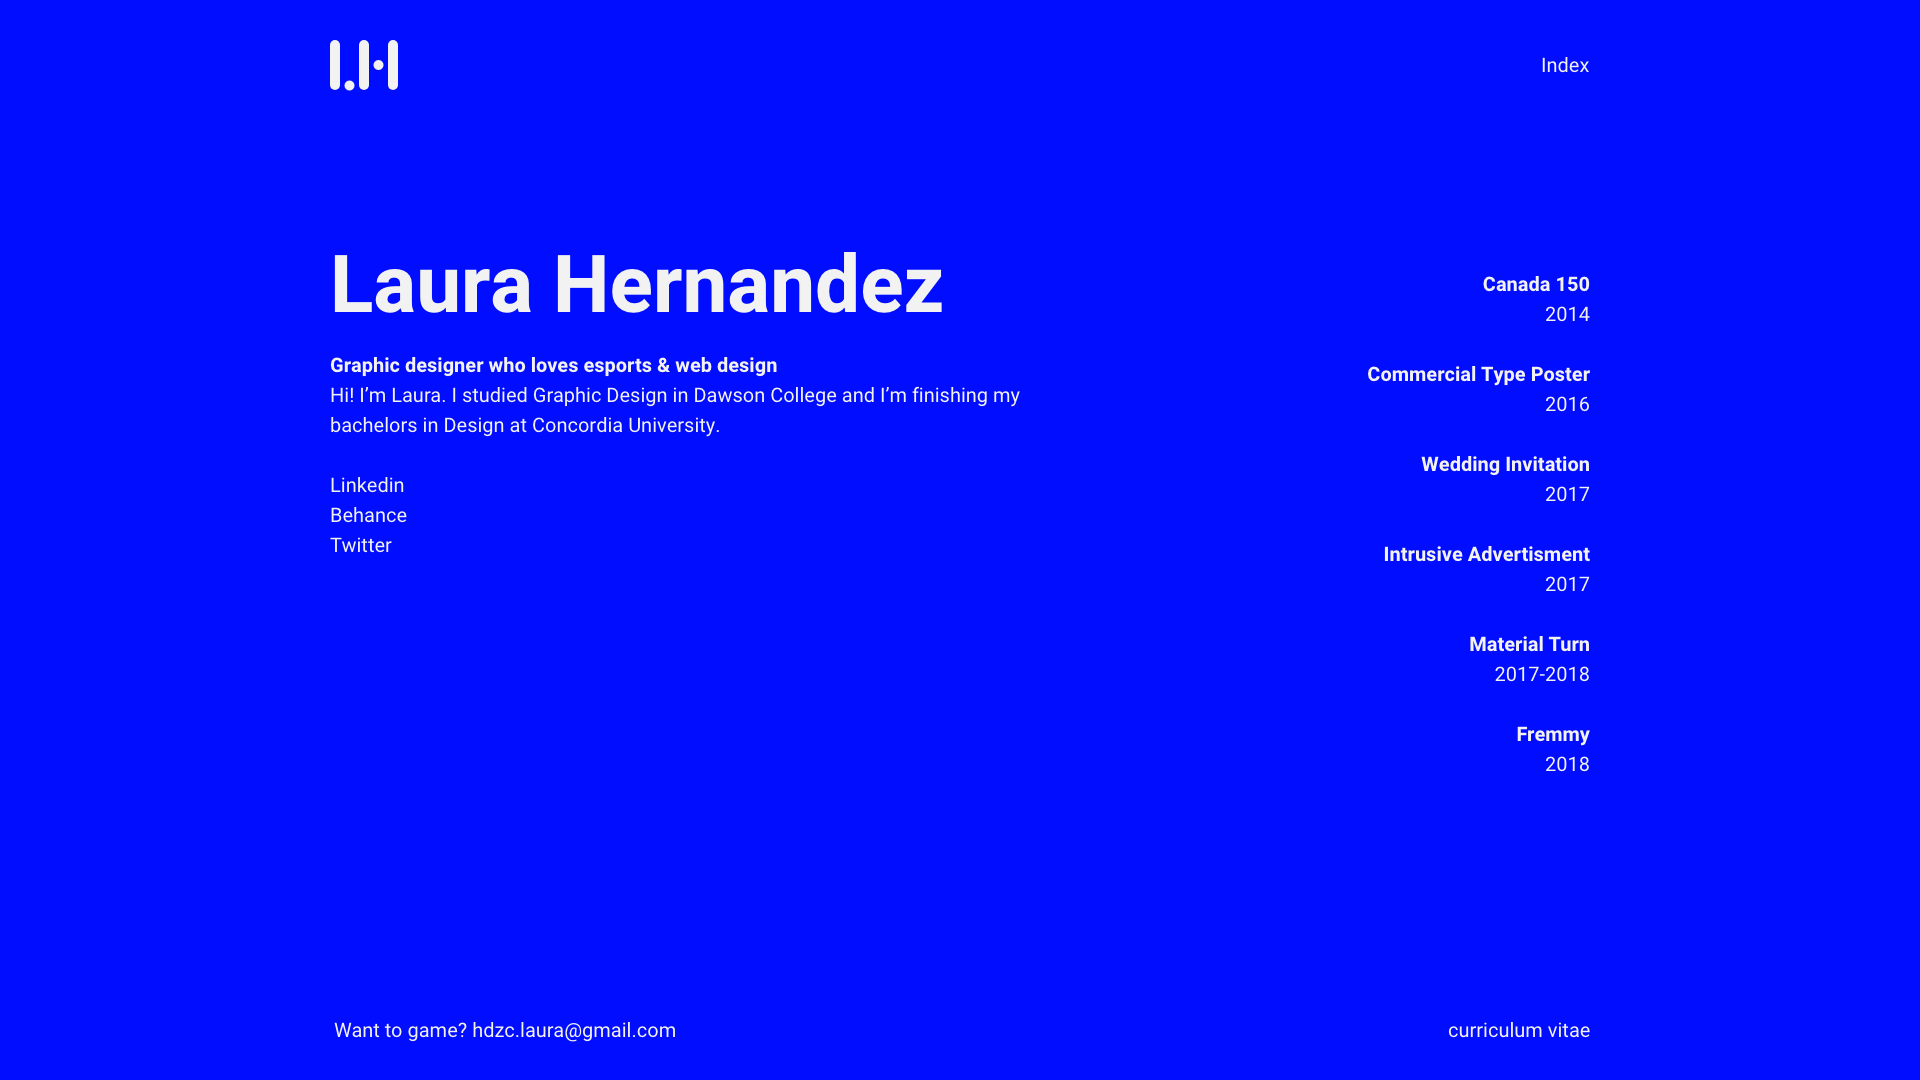 L.H
Index
Laura Hernandez
Graphic designer who loves esports & web design
Hi! I’m Laura. I studied Graphic Design in Dawson College and I’m finishing my
bachelors in Design at Concordia University.
Linkedin
Behance
Twitter
Canada 150
2014
Commercial Type Poster
2016
Wedding Invitation
2017
Intrusive Advertisment
2017
Material Turn
2017-2018
Fremmy
2018
Want to game? hdzc.laura@gmail.com
curriculum vitae